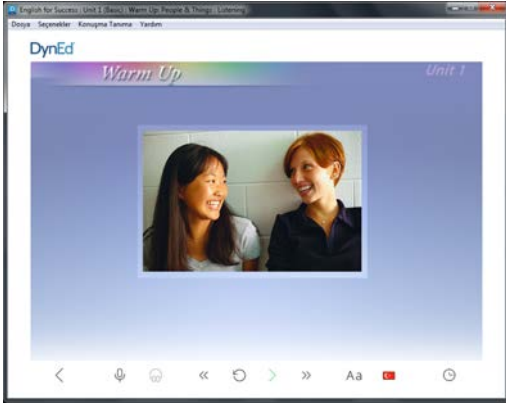 English for Success : Unit 1 (Basic) : Warm Up: People & Things : Listening
Dosya Seçenekler Konuşma Tanıma Yardım
DynEd
Warm Up
Unit 1
Aa